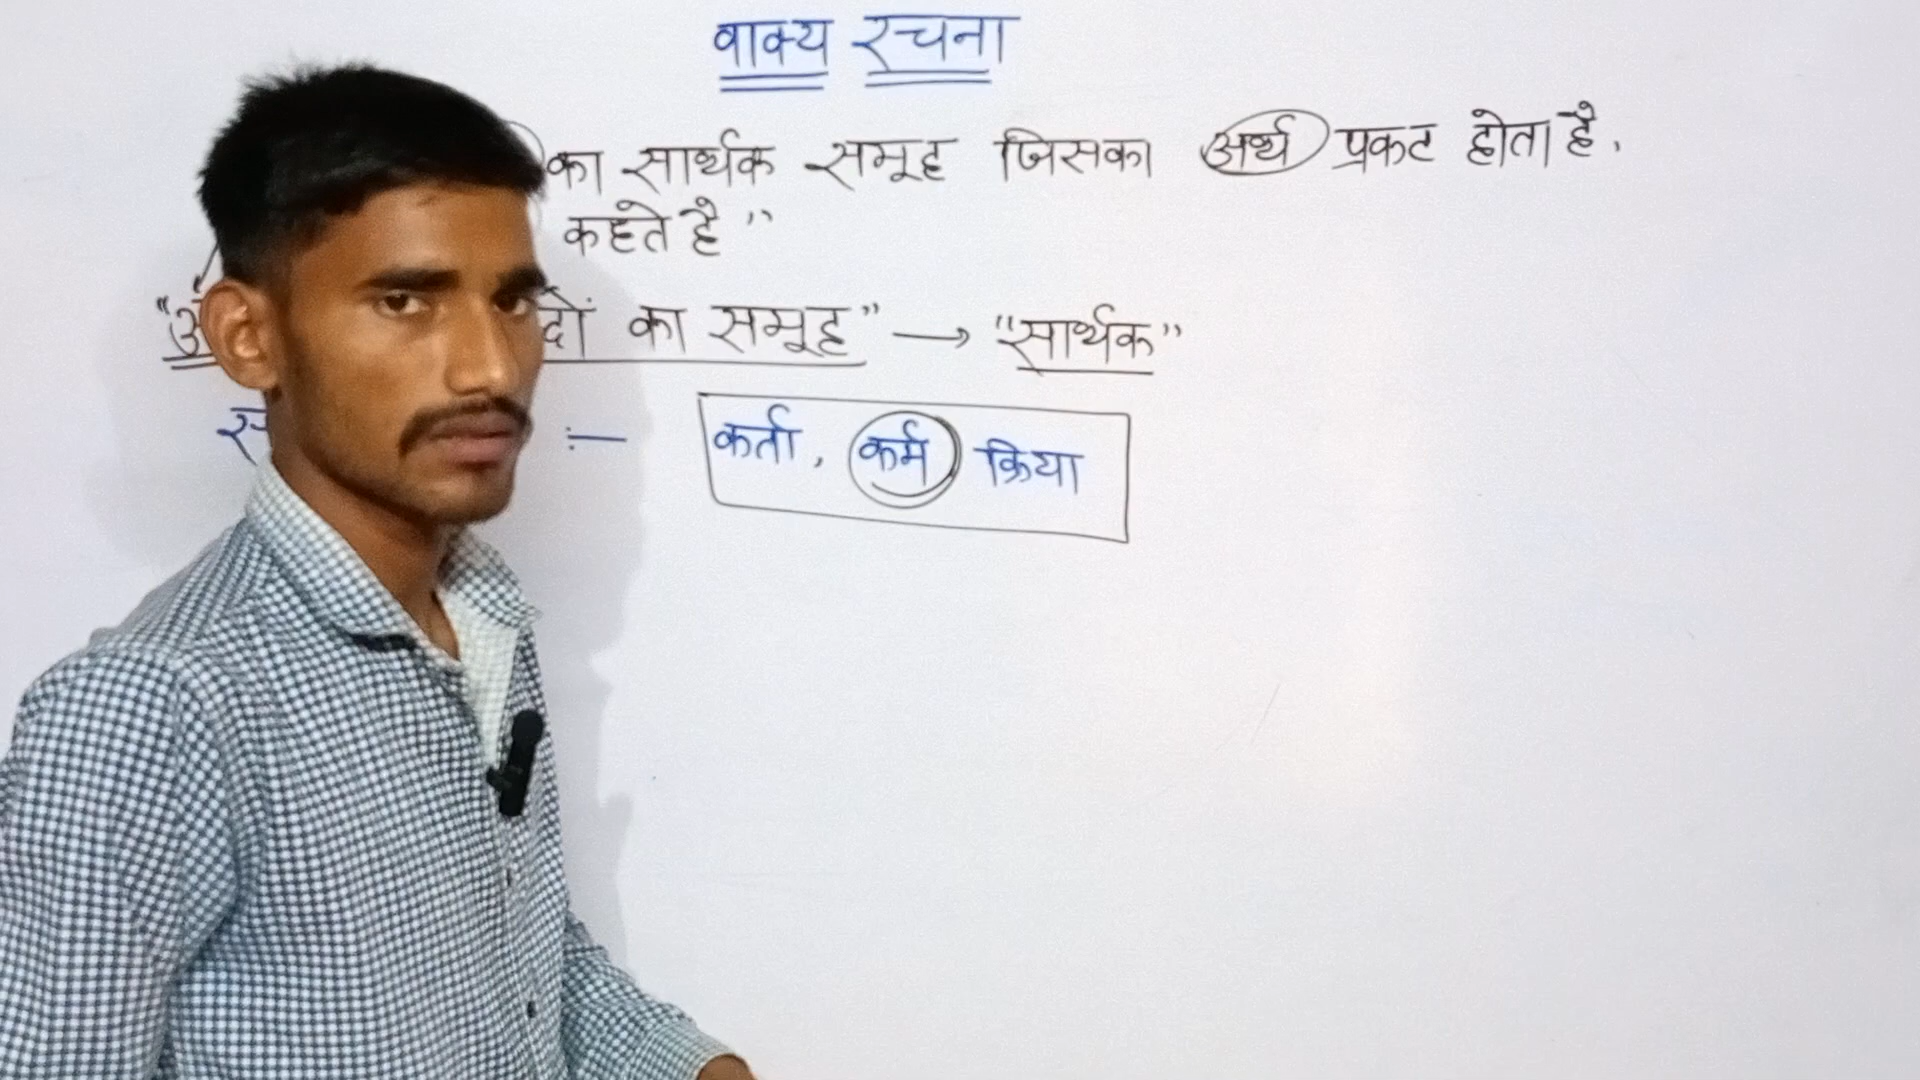 वाक्य रचना
का सार्थक समूह जिसका अर्थ प्रकट होता है.
कहते है ”
का समूह” → “सार्थक”
:— कर्ता, कर्म क्रिया